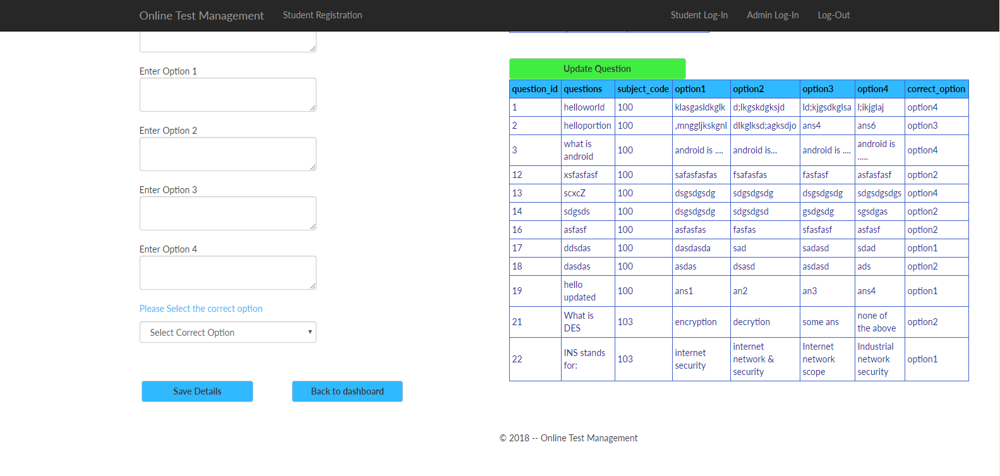 Online Test Management Student Registration Student Log-In Admin Log-In Log-Out
Enter Option 1
Enter Option 2
Enter Option 3
Enter Option 4
Please Select the correct option
Select Correct Option
Save Details Back to dashboard
Update Question
question_id questions subject_code option1 option2 option3 option4 correct_option
1 helloworld 100 klasgasldkglk d;lkgskdgksjd ld;kjgsdkglsa l;ikjglaj option4
2 helloportion 100 ,mnggljkskgnl dlkglksd;agksdjo ans4 ans6 option3
3 what is android 100 android is .... android is... android is .... android is ..... option4
12 xsfasfasf 100 safasfasfas fsafasfas fasfasf asfasfasf option2
13 scxcZ 100 dsgsdgsdg sdgsdgsdg dsgsdgsdg sdgsdgsdgs option4
14 sdgsds 100 dsgsdgsdg sdgsdgsd gsdgsdg sgsdgas option2
16 asfasf 100 asfasfas fasfas sfasfasf asfasf option2
17 ddsdas 100 dasdasda sad sadasd sdad option1
18 dasdas 100 asdas dsasd asdasd ads option2
19 hello updated 100 ans1 an2 an3 ans4 option1
21 What is DES 103 encryption decrytion some ans none of the above option2
22 INS stands for: 103 internet security internet network & security Internet network scope Industrial network security option1
© 2018 -- Online Test Management